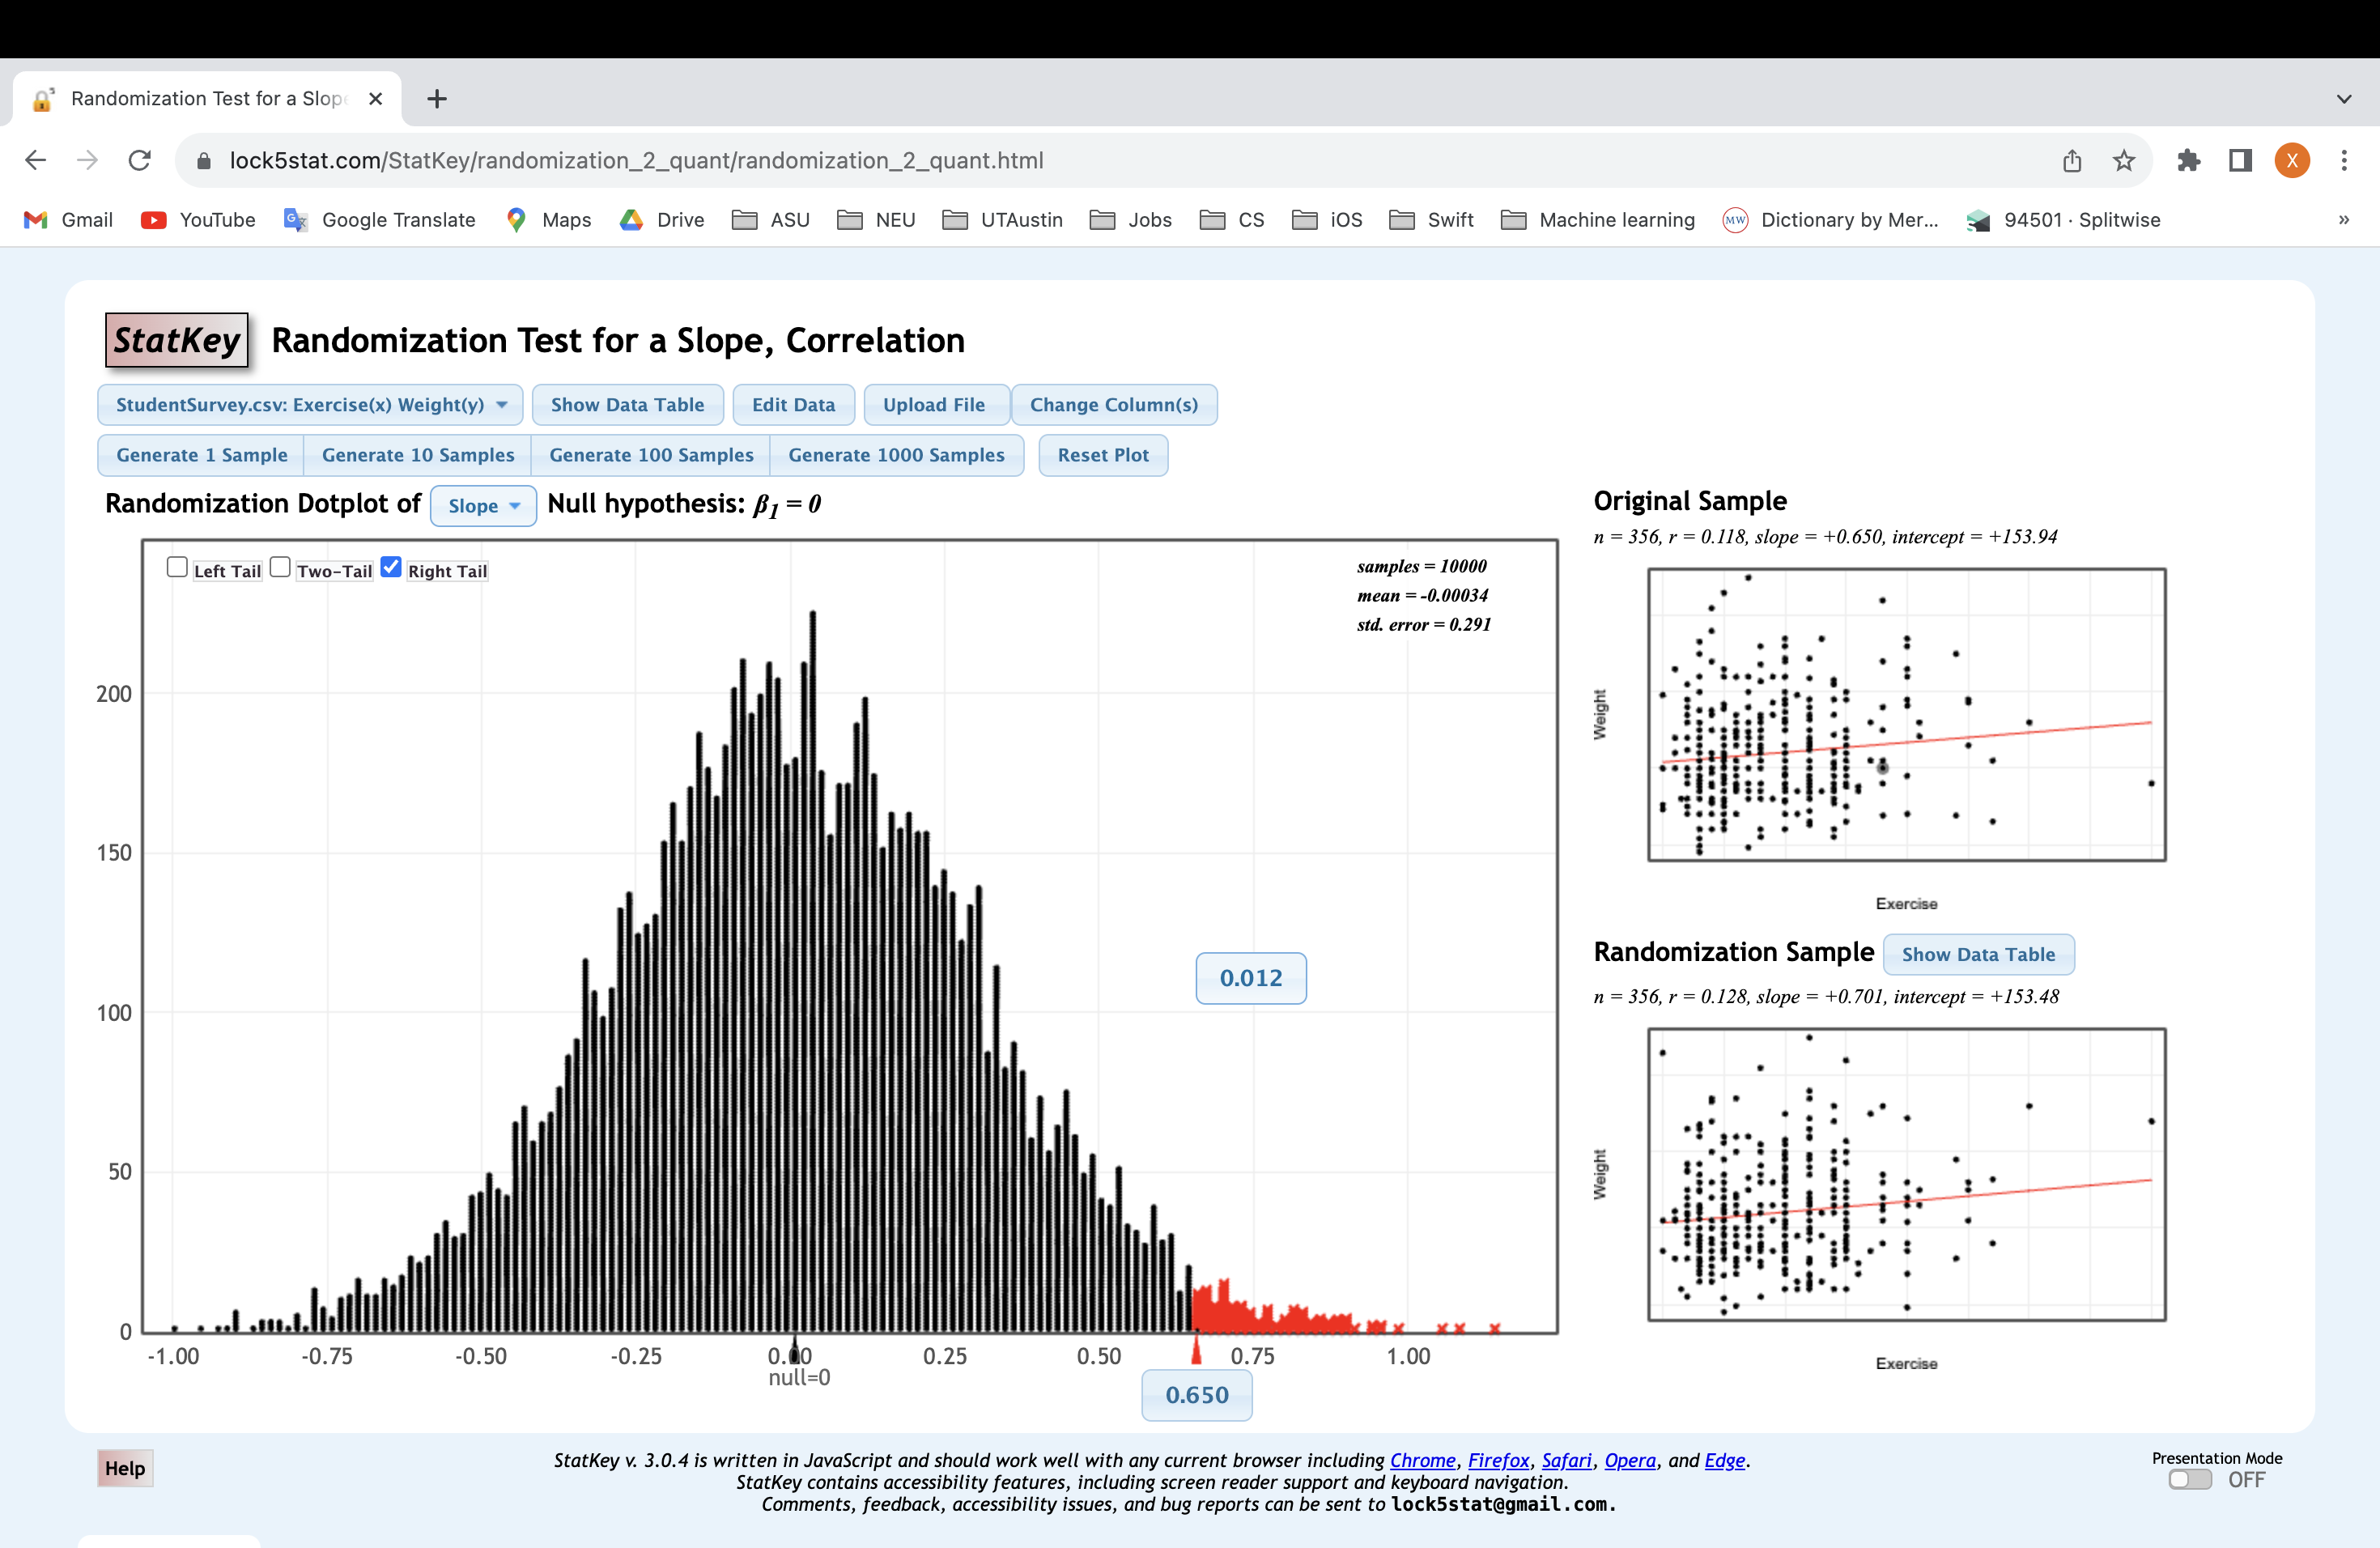 Randomization Test for a Slope
lock5stat.com/StatKey/randomization_2_quant/randomization_2_quant.html
X
Gmail YouTube Google Translate Maps Drive ASU NEU UTAustin Jobs CS iOS Swift Machine learning Dictionary by Mer... 94501 · Splitwise »
StatKey Randomization Test for a Slope, Correlation
StudentSurvey.csv: Exercise(x) Weight(y) Show Data Table Edit Data Upload File Change Column(s)
Generate 1 Sample Generate 10 Samples Generate 100 Samples Generate 1000 Samples Reset Plot
Randomization Dotplot of Slope Null hypothesis: β1 = 0
Left Tail Two-Tail Right Tail
samples = 10000
mean = -0.00034
std. error = 0.291
200
150
100
50
0
0.012
-1.00 -0.75 -0.50 -0.25 0.00 0.25 0.50 0.75 1.00
null=0
0.650
Original Sample
n = 356, r = 0.118, slope = +0.650, intercept = +153.94
Weight
Exercise
Randomization Sample Show Data Table
n = 356, r = 0.128, slope = +0.701, intercept = +153.48
Weight
Exercise
Help
StatKey v. 3.0.4 is written in JavaScript and should work well with any current browser including Chrome, Firefox, Safari, Opera, and Edge.
StatKey contains accessibility features, including screen reader support and keyboard navigation.
Comments, feedback, accessibility issues, and bug reports can be sent to lock5stat@gmail.com.
Presentation Mode
OFF